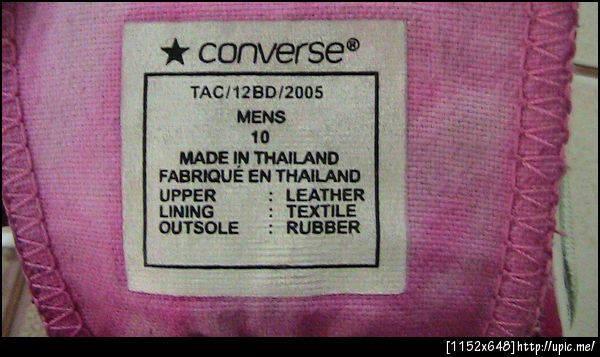 ★ CONVERSE®
TAC/12BD/2005
MENS
10
MADE IN THAILAND
FABRIQUÉ EN THAILAND
UPPER : LEATHER
LINING : TEXTILE
OUTSOLE : RUBBER
[1152x648]http://upic.me/